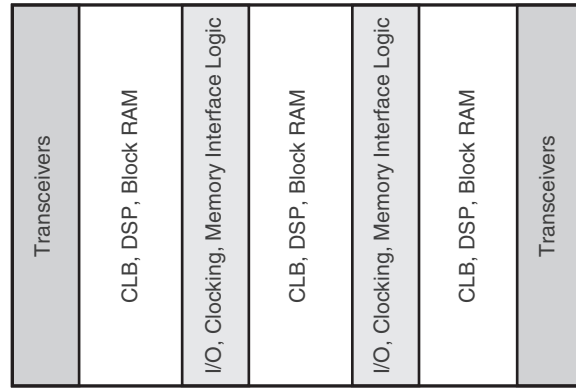 Transceivers
CLB, DSP, Block RAM
I/O, Clocking, Memory Interface Logic
CLB, DSP, Block RAM
I/O, Clocking, Memory Interface Logic
CLB, DSP, Block RAM
Transceivers